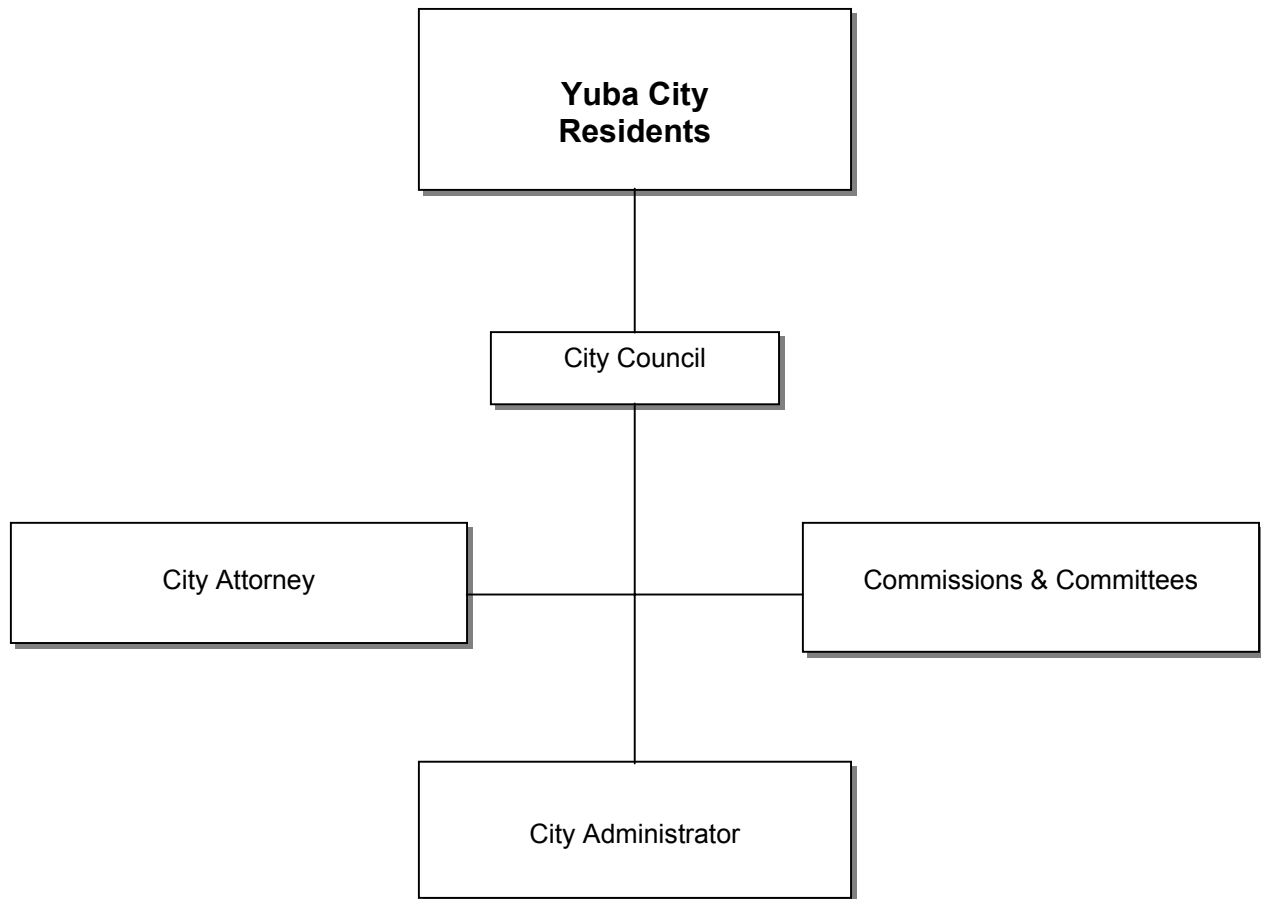 Yuba City
Residents
City Council
City Attorney
Commissions & Committees
City Administrator